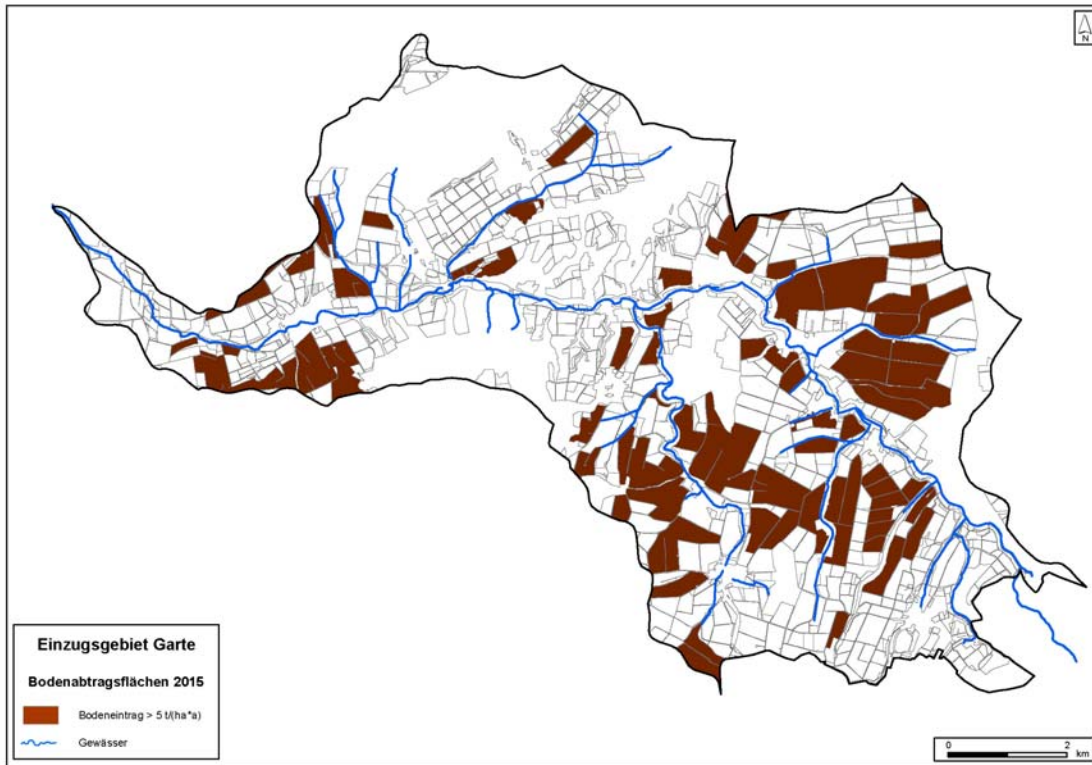 N
Einzugsgebiet Garte
Bodenabtragsflächen 2015
Bodeneintrag > 5 t/(ha*a)
Gewässer
0 2
km